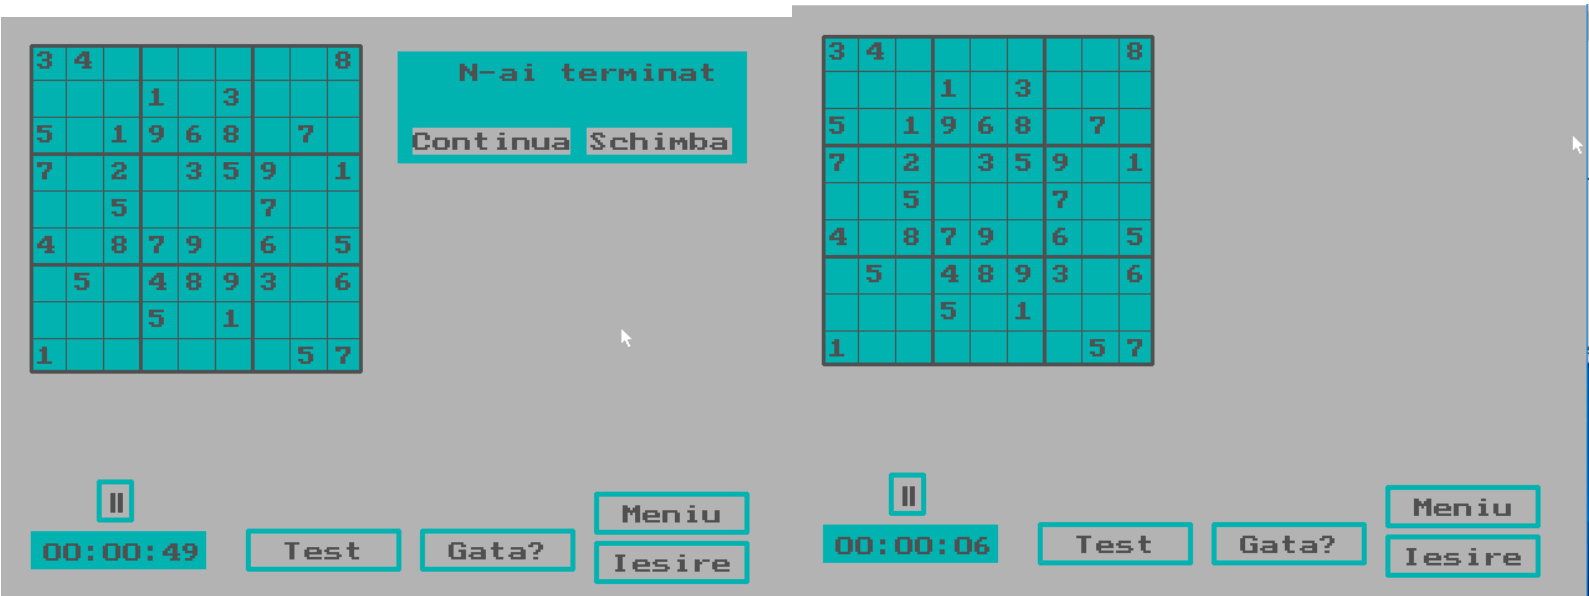 3 4 8
1 3
5 1 9 6 8 7
7 2 3 5 9 1
5 7
4 8 7 9 6 5
5 4 8 9 3 6
5 1
1 5 7
N-ai terminat
Continua Schimba
II
00:00:49
Test
Gata?
Meniu
Iesire
3 4 8
1 3
5 1 9 6 8 7
7 2 3 5 9 1
5 7
4 8 7 9 6 5
5 4 8 9 3 6
5 1
1 5 7
II
00:00:06
Test
Gata?
Meniu
Iesire